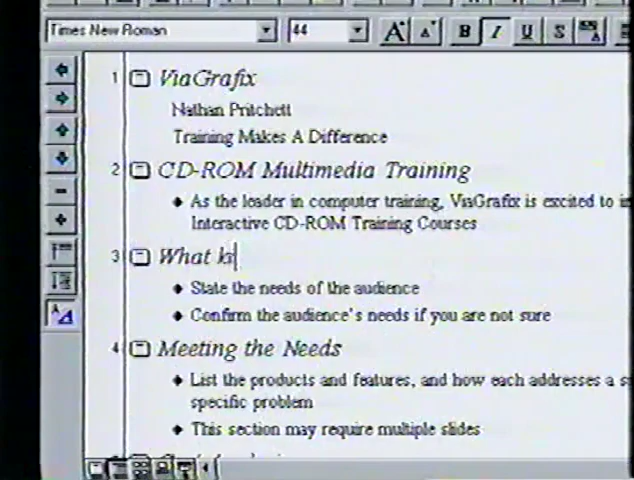 Times New Roman 44 A A B I U S
1 ViaGrafix
Nathan Pritchett
Training Makes A Difference
2 CD-ROM Multimedia Training
As the leader in computer training, ViaGrafix is excited to
Interactive CD-ROM Training Courses
3 What is
State the needs of the audience
Confirm the audience's needs if you are not sure
4 Meeting the Needs
List the products and features, and how each addresses a
specific problem
This section may require multiple slides